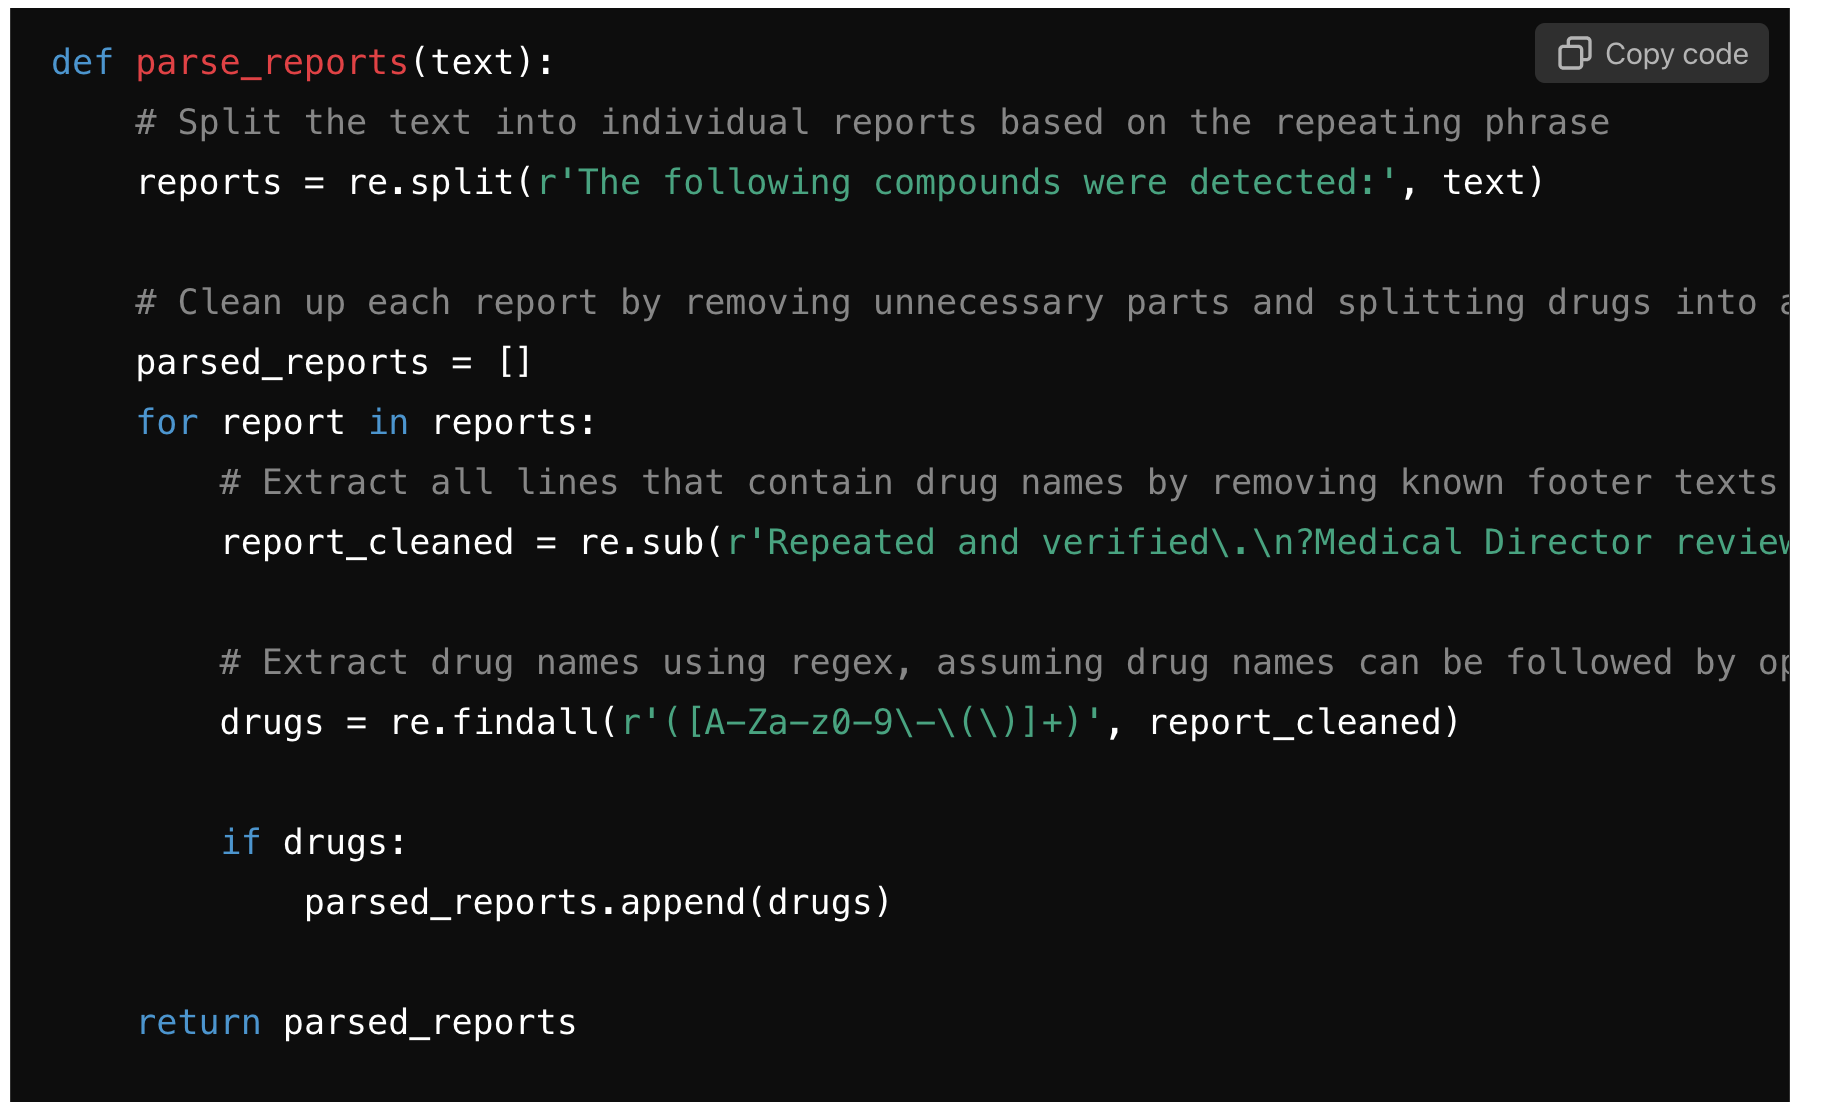 def parse_reports(text):
Copy code
# Split the text into individual reports based on the repeating phrase
reports = re.split(r'The following compounds were detected:', text)
# Clean up each report by removing unnecessary parts and splitting drugs into
parsed_reports = []
for report in reports:
# Extract all lines that contain drug names by removing known footer texts
report_cleaned = re.sub(r'Repeated and verified\.\n?Medical Director review
# Extract drug names using regex, assuming drug names can be followed by
drugs = re.findall(r'([A-Za-z0-9\-\(\)]+)', report_cleaned)
if drugs:
parsed_reports.append(drugs)
return parsed_reports